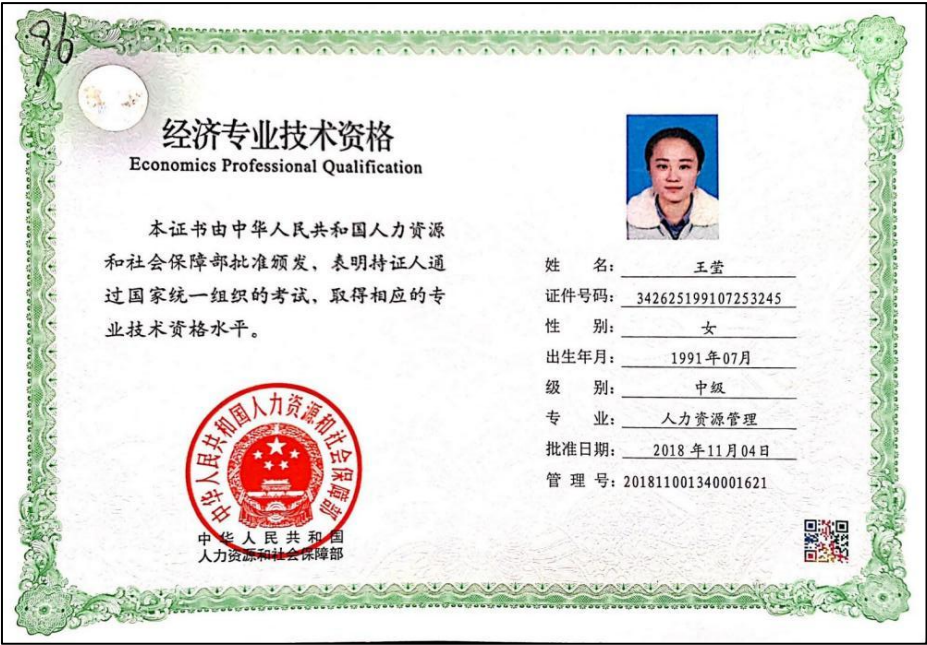 96
经济专业技术资格
Economics Professional Qualification
本证书由中华人民共和国人力资源
和社会保障部批准颁发，表明持证人通
过国家统一组织的考试，取得相应的专
业技术资格水平。
中华人民共和国人力资源和社会保障部
中华人民共和国
人力资源和社会保障部
姓 名：王莹
证件号码：342625199107253245
性 别：女
出生年月：1991年07月
级 别：中级
专 业：人力资源管理
批准日期：2018年11月04日
管 理 号：201811001340001621